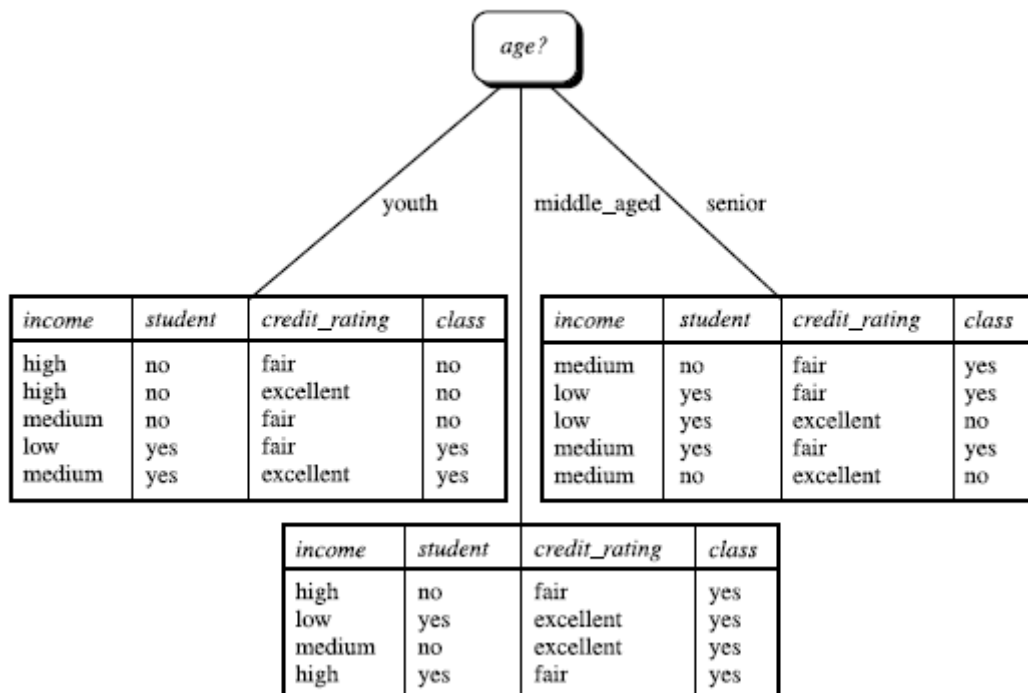 age?
youth
middle_aged
senior
income student credit_rating class
high no fair no
high no excellent no
medium no fair no
low yes fair yes
medium yes excellent yes
income student credit_rating class
medium no fair yes
low yes fair yes
low yes excellent no
medium yes fair yes
medium no excellent no
income student credit_rating class
high no fair yes
low yes excellent yes
medium no excellent yes
high yes fair yes